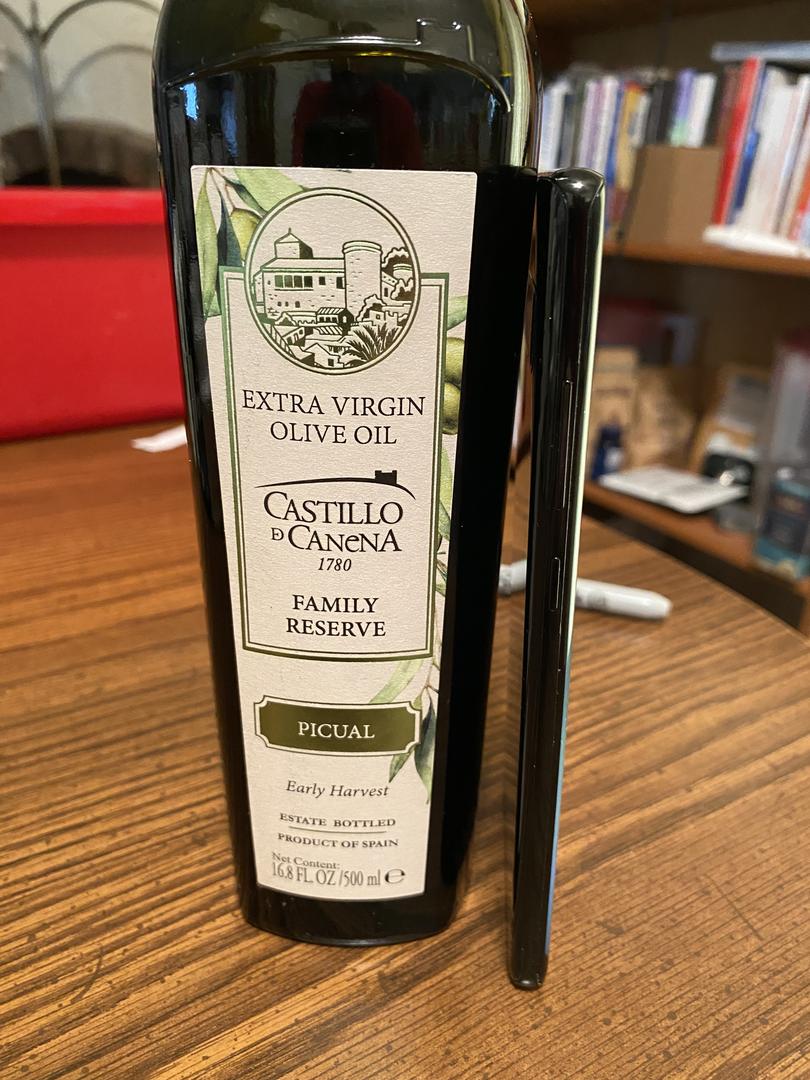 EXTRA VIRGIN
OLIVE OIL
CASTILLO
D CANeNA
1780
FAMILY
RESERVE
PICUAL
Early Harvest
ESTATE BOTTLED
PRODUCT OF SPAIN
Net Content:
16.8 FL. OZ /500 ml ℮